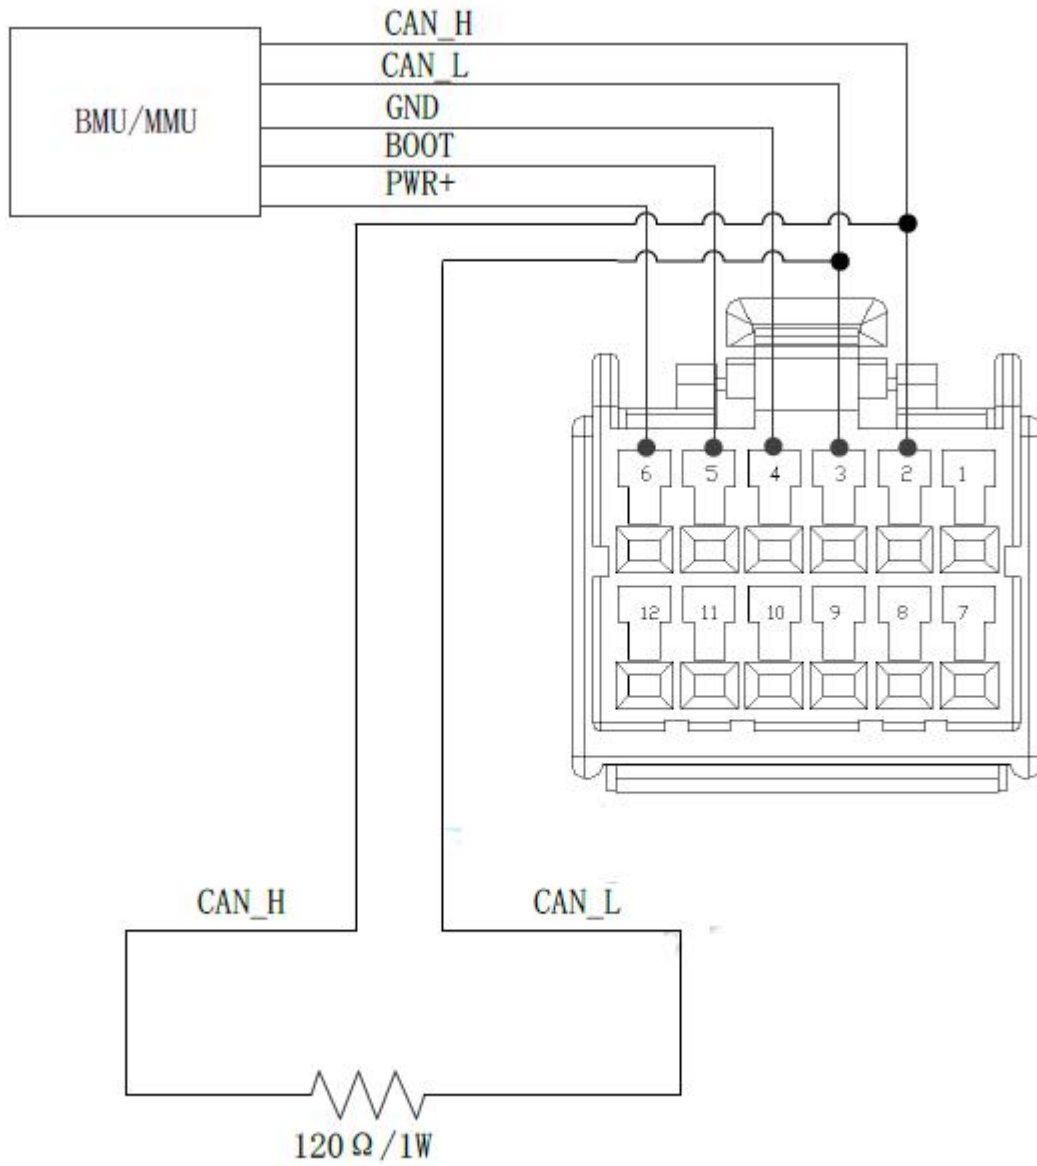 CAN_H
CAN_L
BMU/MMU
GND
BOOT
PWR+
6 5 4 3 2 1
12 11 10 9 8 7
CAN_H CAN_L
120Ω/1W